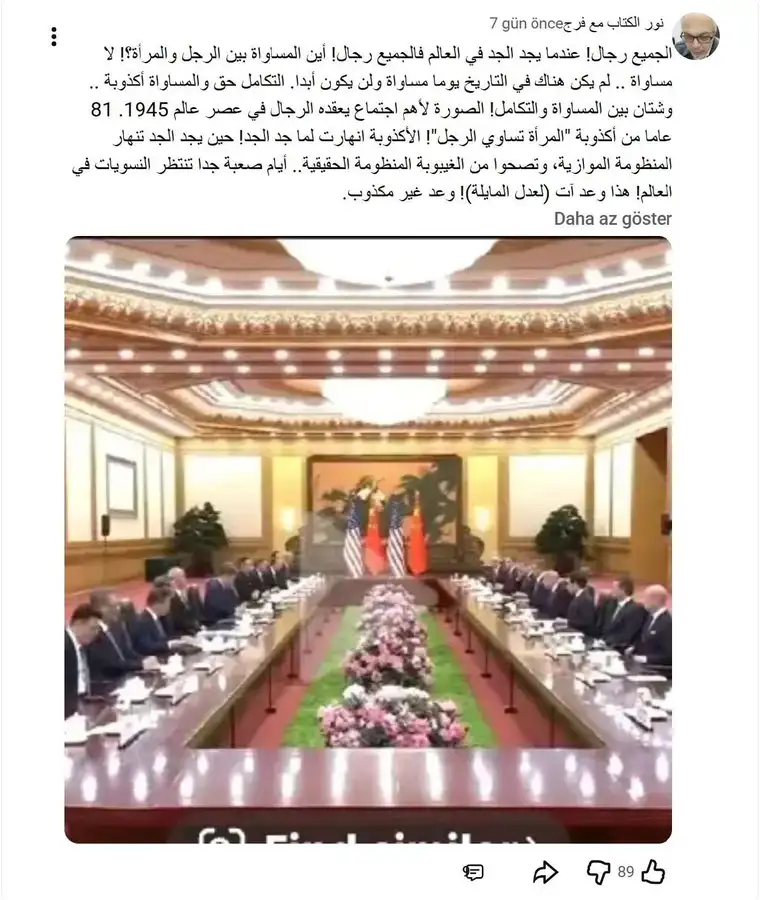 نور الكتاب مع فرج 7 gün önce
الجميع رجال! عندما يجد الجد في العالم فالجميع رجال! أين المساواة بين الرجل والمرأة؟! لا
مساواة .. لم يكن هناك في التاريخ يوما مساواة ولن يكون أبدا. التكامل حق والمساواة أكذوبة ..
وشتان بين المساواة والتكامل! الصورة لأهم اجتماع يعقده الرجال في عصر عالم 1945. 81
عاما من أكذوبة "المرأة تساوي الرجل"! الأكذوبة انهارت لما جد الجد! حين يجد الجد تنهار
المنظومة الموازية، وتصحوا من الغيبوبة المنظومة الحقيقية.. أيام صعبة جدا تنتظر النسويات في
العالم! هذا وعد آت (لعدل المايلة)! وعد غير مكذوب.
Daha az göster
Find similar
89